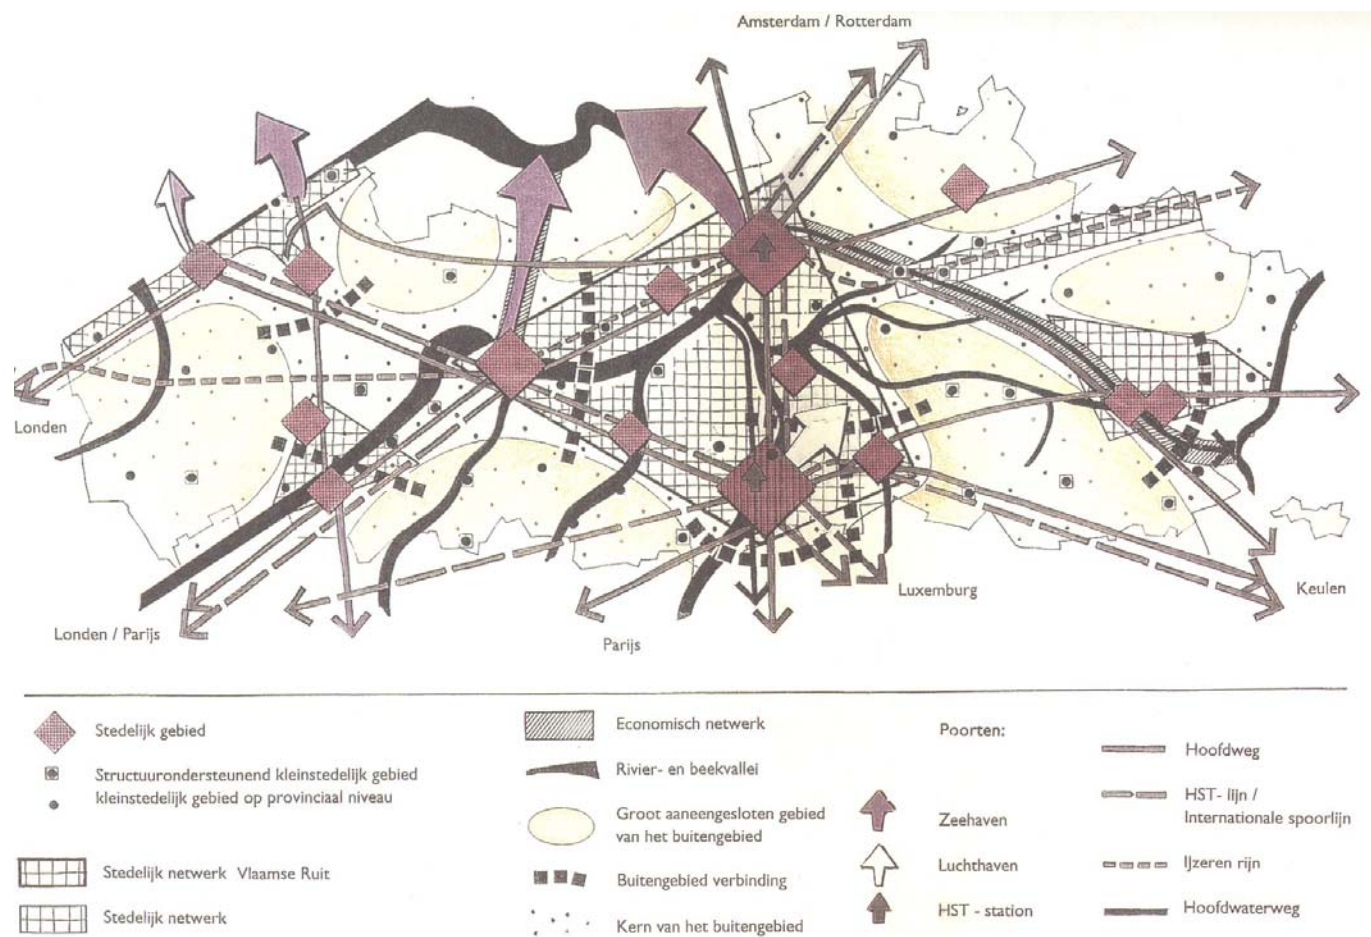 Amsterdam / Rotterdam
Londen
Luxemburg
Keulen
Londen / Parijs
Parijs
Stedelijk gebied
Structuurondersteunend kleinstedelijk gebied
kleinstedelijk gebied op provinciaal niveau
Stedelijk netwerk Vlaamse Ruit
Stedelijk netwerk
Economisch netwerk
Rivier- en beekvallei
Groot aaneengesloten gebied
van het buitengebied
Buitengebied verbinding
Kern van het buitengebied
Poorten:
Zeehaven
Luchthaven
HST - station
Hoofdweg
HST- lijn /
Internationale spoorlijn
IJzeren rijn
Hoofdwaterweg